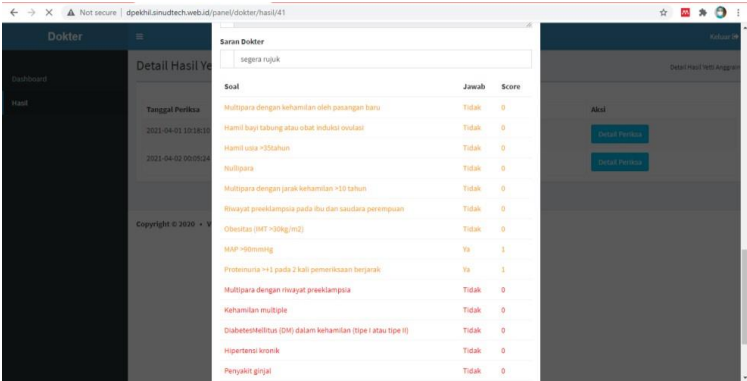 Not secure | dpekhil.sinudtech.web.id/panel/dokter/hasil/41
Dokter
Keluar
Saran Dokter
segera rujuk
Dashboard
Hasil
Detail Hasil Ye
Detail Hasil Yetti Anggrain
Soal Jawab Score
Tanggal Periksa Aksi
Multipara dengan kehamilan oleh pasangan baru Tidak 0
2021-04-01 10:16:10 Detail Periksa
Hamil bayi tabung atau obat induksi ovulasi Tidak 0
Hamil usia >35tahun Tidak 0
2021-04-02 00:05:24 Detail Periksa
Nullipara Tidak 0
Multipara dengan jarak kehamilan >10 tahun Tidak 0
Riwayat preeklampsia pada ibu dan saudara perempuan Tidak 0
Copyright © 2020
Obesitas (IMT >30kg/m2) Tidak 0
MAP >90mmHg Ya 1
Proteinuria >+1 pada 2 kali pemeriksaan berjarak Ya 1
Multipara dengan riwayat preeklampsia Tidak 0
Kehamilan multiple Tidak 0
DiabetesMellitus (DM) dalam kehamilan (tipe I atau tipe II) Tidak 0
Hipertensi kronik Tidak 0
Penyakit ginjal Tidak 0